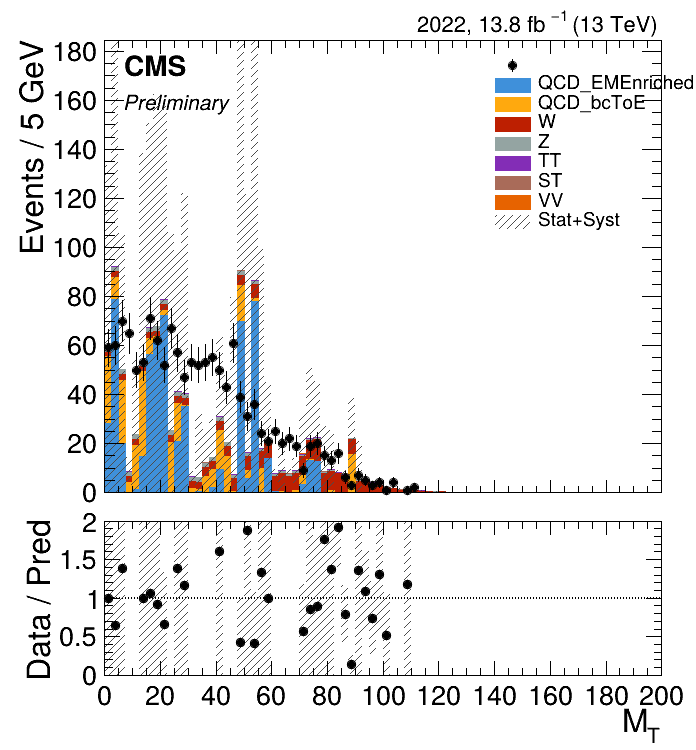 2022, 13.8 fb⁻¹ (13 TeV)
CMS
Preliminary
QCD_EMEnriched
QCD_bcToE
W
Z
TT
ST
VV
Stat+Syst
Events / 5 GeV
180
160
140
120
100
80
60
40
20
0
Data / Pred
2
1.5
1
0.5
0
0 20 40 60 80 100 120 140 160 180 200
M_T